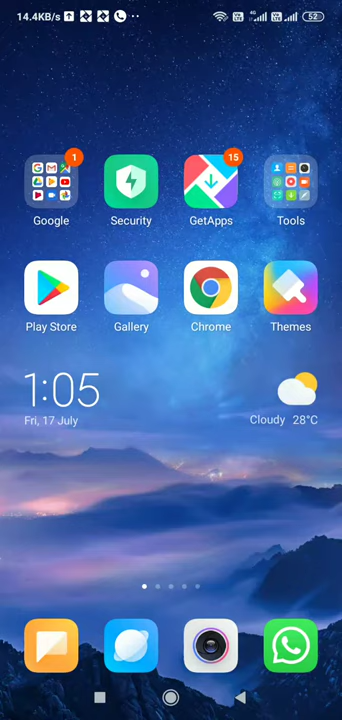 14.4KB/s 4G 52
1 15
Google Security GetApps Tools
Play Store Gallery Chrome Themes
1:05
Fri, 17 July Cloudy 28°C